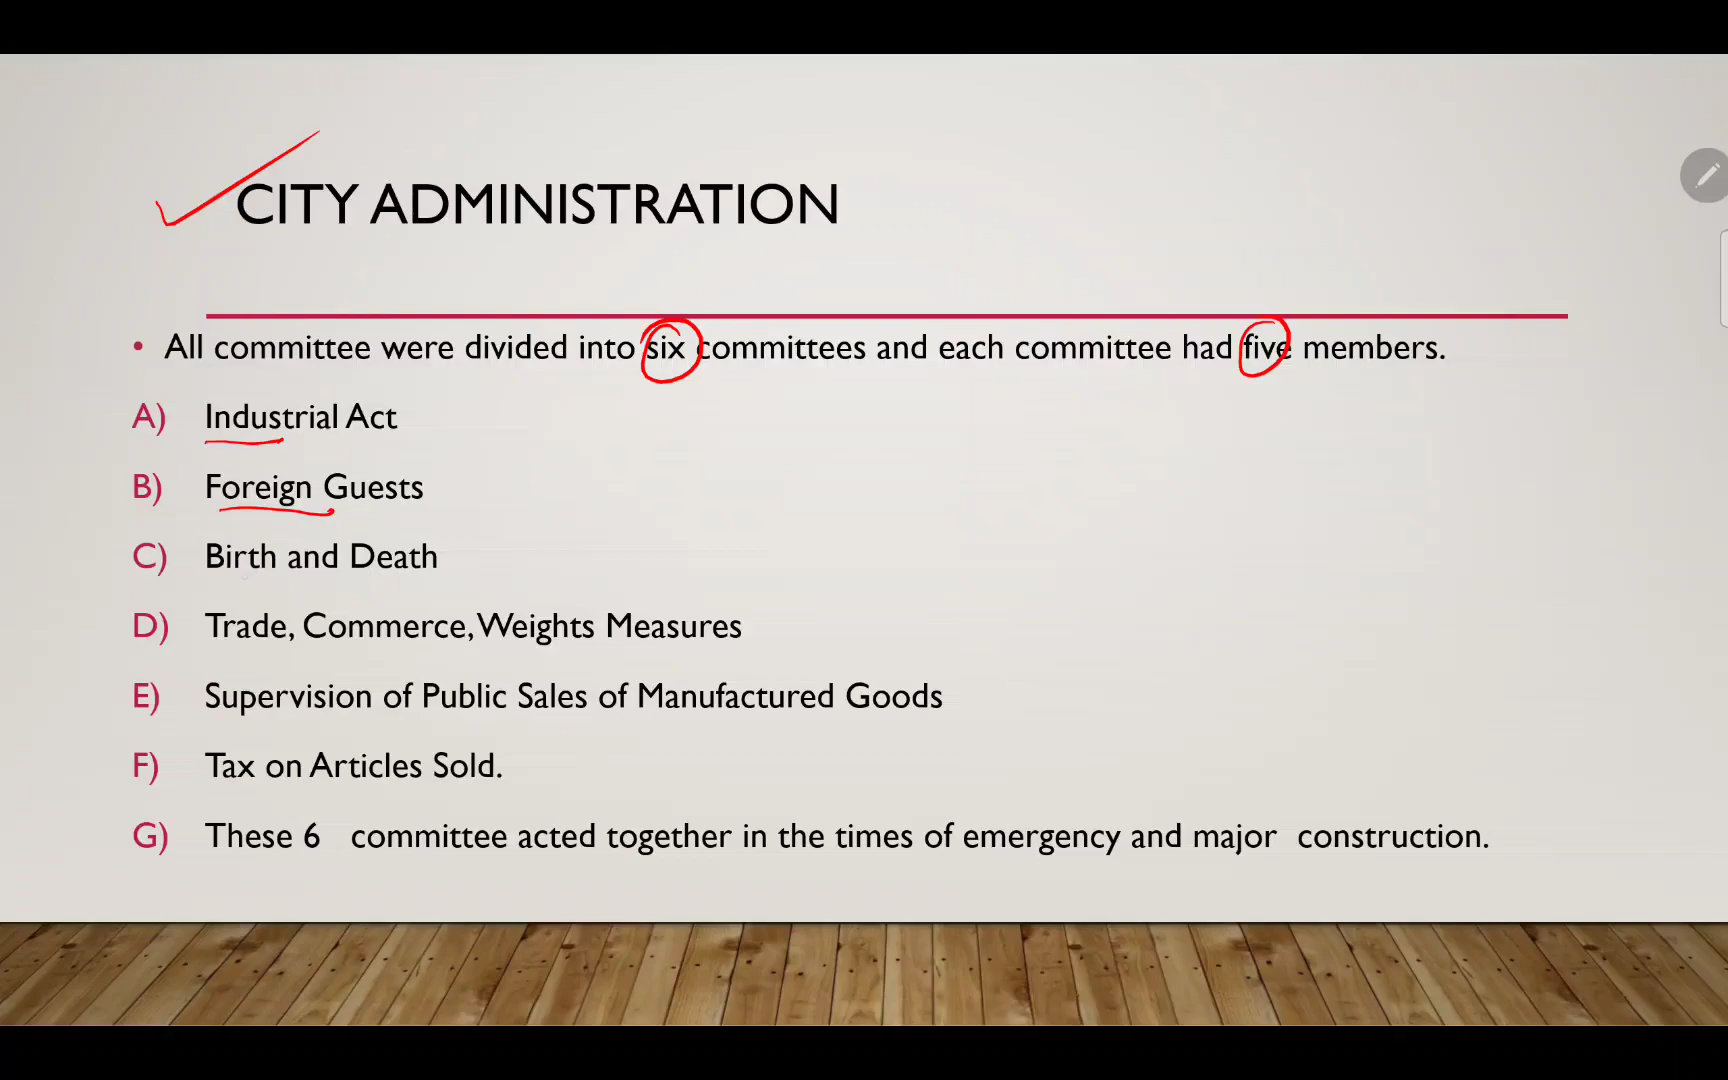 CITY ADMINISTRATION
• All committee were divided into six committees and each committee had five members.
A) Industrial Act
B) Foreign Guests
C) Birth and Death
D) Trade, Commerce, Weights Measures
E) Supervision of Public Sales of Manufactured Goods
F) Tax on Articles Sold.
G) These 6 committee acted together in the times of emergency and major construction.